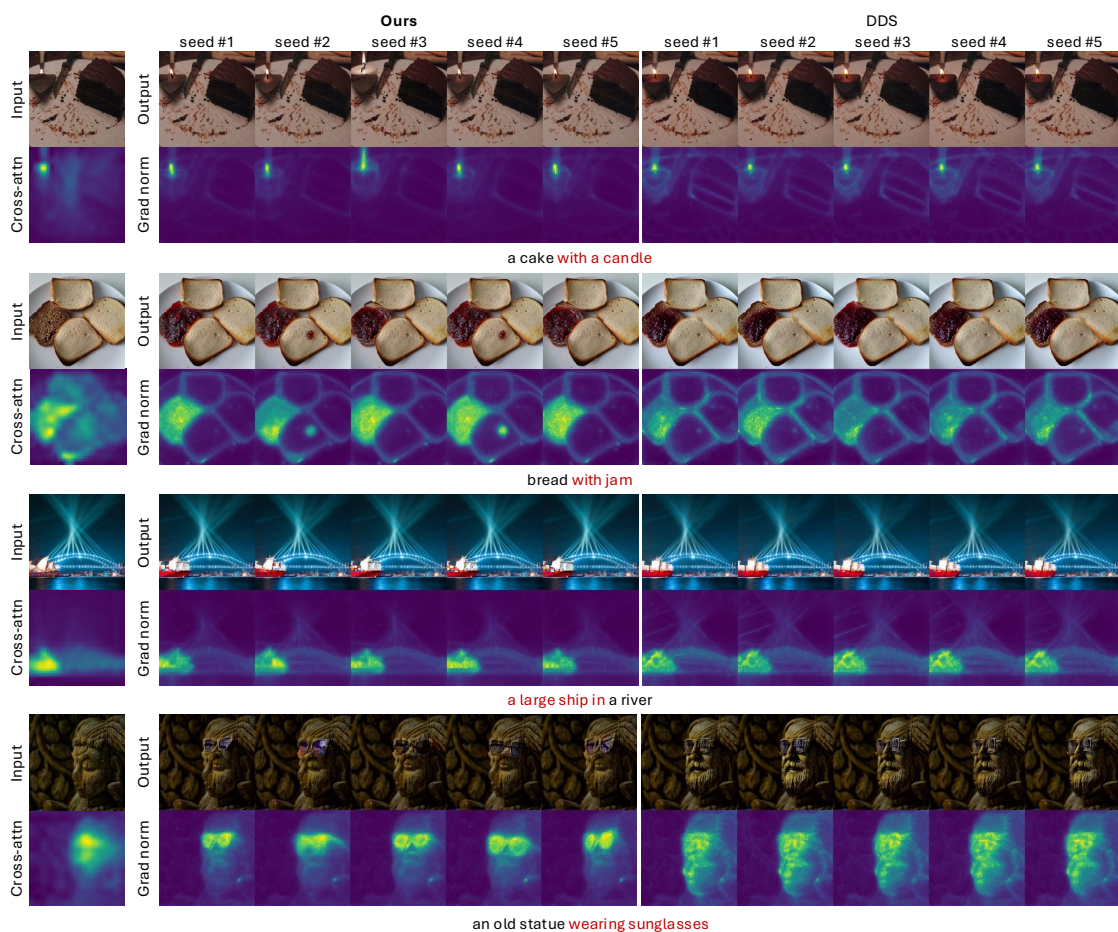 Ours
DDS
seed #1 seed #2 seed #3 seed #4 seed #5 seed #1 seed #2 seed #3 seed #4 seed #5
Input Output
Cross-attn Grad norm
a cake with a candle
Input Output
Cross-attn Grad norm
bread with jam
Input Output
Cross-attn Grad norm
a large ship in a river
Input Output
Cross-attn Grad norm
an old statue wearing sunglasses